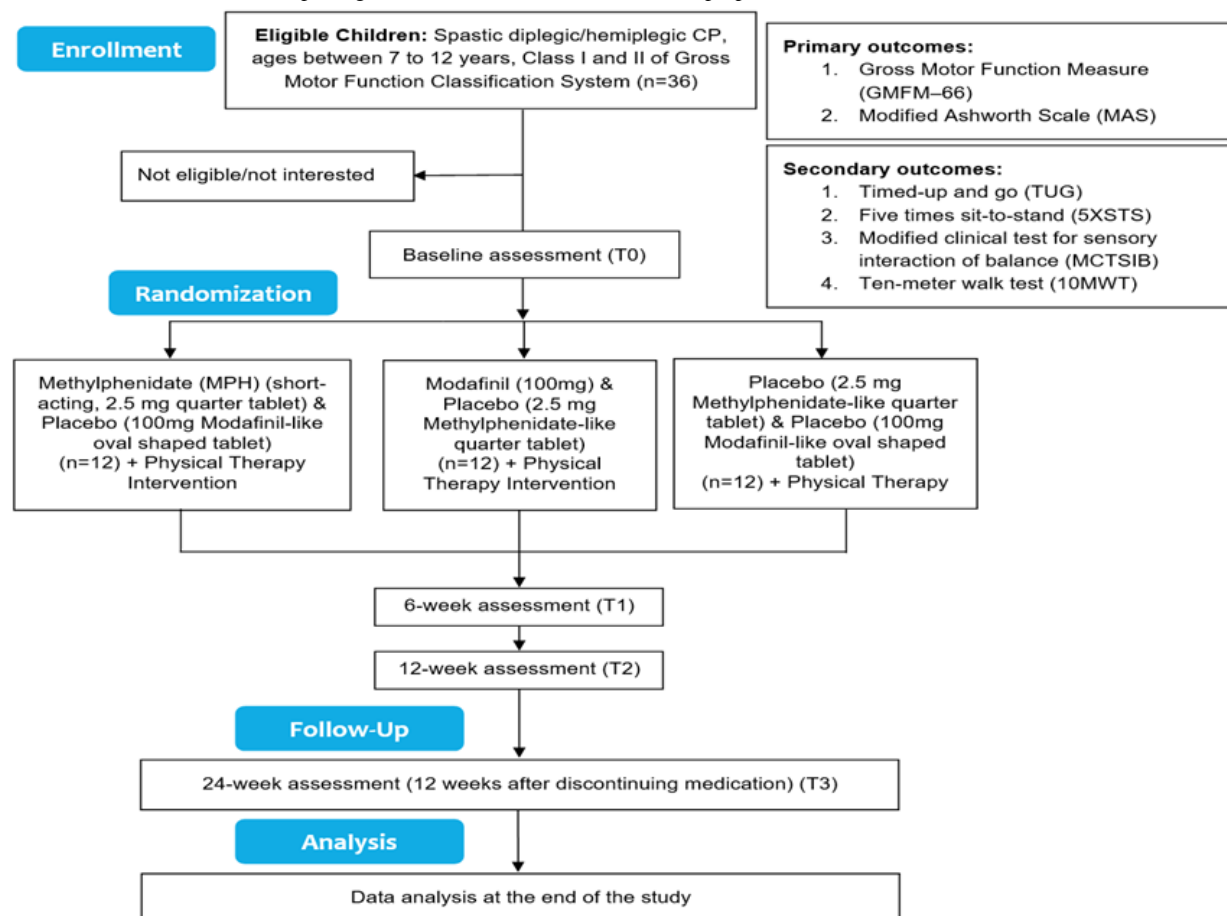 Enrollment
Eligible Children: Spastic diplegic/hemiplegic CP,
ages between 7 to 12 years, Class I and II of Gross
Motor Function Classification System (n=36)
Primary outcomes:
1. Gross Motor Function Measure
(GMFM–66)
2. Modified Ashworth Scale (MAS)
Not eligible/not interested
Secondary outcomes:
1. Timed-up and go (TUG)
2. Five times sit-to-stand (5XSTS)
3. Modified clinical test for sensory
interaction of balance (MCTSIB)
4. Ten-meter walk test (10MWT)
Baseline assessment (T0)
Randomization
Methylphenidate (MPH) (short-
acting, 2.5 mg quarter tablet) &
Placebo (100mg Modafinil-like
oval shaped tablet)
(n=12) + Physical Therapy
Intervention
Modafinil (100mg) &
Placebo (2.5 mg
Methylphenidate-like
quarter tablet)
(n=12) + Physical
Therapy Intervention
Placebo (2.5 mg
Methylphenidate-like quarter
tablet) & Placebo (100mg
Modafinil-like oval shaped
tablet)
(n=12) + Physical Therapy
6-week assessment (T1)
12-week assessment (T2)
Follow-Up
24-week assessment (12 weeks after discontinuing medication) (T3)
Analysis
Data analysis at the end of the study